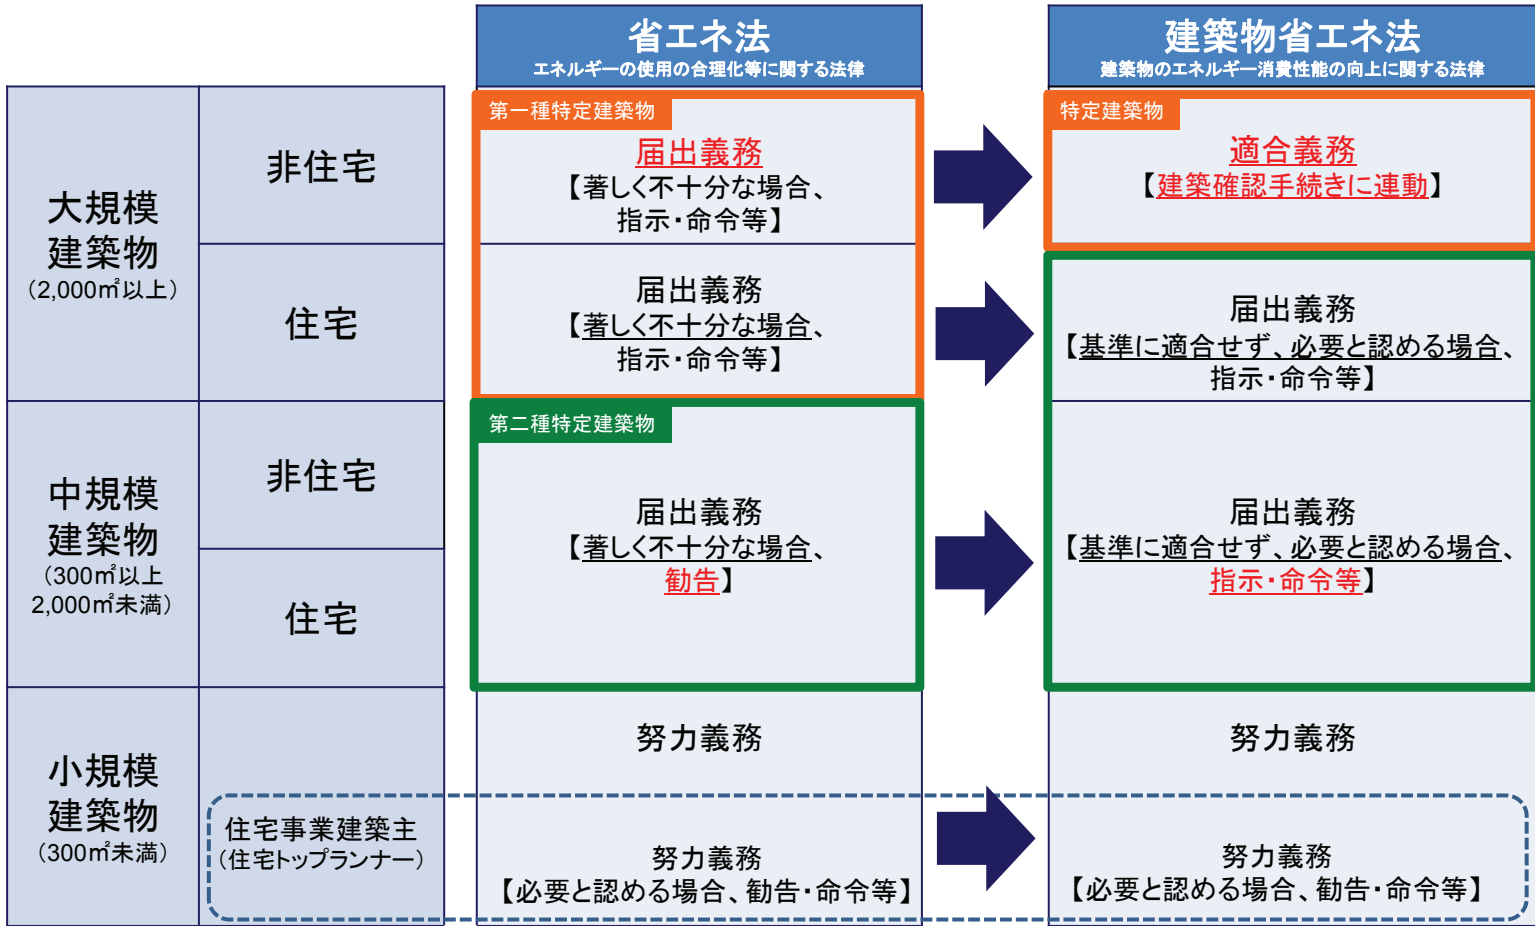 省エネ法
エネルギーの使用の合理化等に関する法律
建築物省エネ法
建築物のエネルギー消費性能の向上に関する法律
大規模
建築物
（2,000㎡以上）
非住宅
第一種特定建築物
届出義務
【著しく不十分な場合、
指示・命令等】
特定建築物
適合義務
【建築確認手続きに連動】
住宅
届出義務
【著しく不十分な場合、
指示・命令等】
届出義務
【基準に適合せず、必要と認める場合、
指示・命令等】
中規模
建築物
（300㎡以上
2,000㎡未満）
非住宅
住宅
第二種特定建築物
届出義務
【著しく不十分な場合、
勧告】
届出義務
【基準に適合せず、必要と認める場合、
指示・命令等】
小規模
建築物
（300㎡未満）
努力義務
努力義務
住宅事業建築主
（住宅トップランナー）
努力義務
【必要と認める場合、勧告・命令等】
努力義務
【必要と認める場合、勧告・命令等】